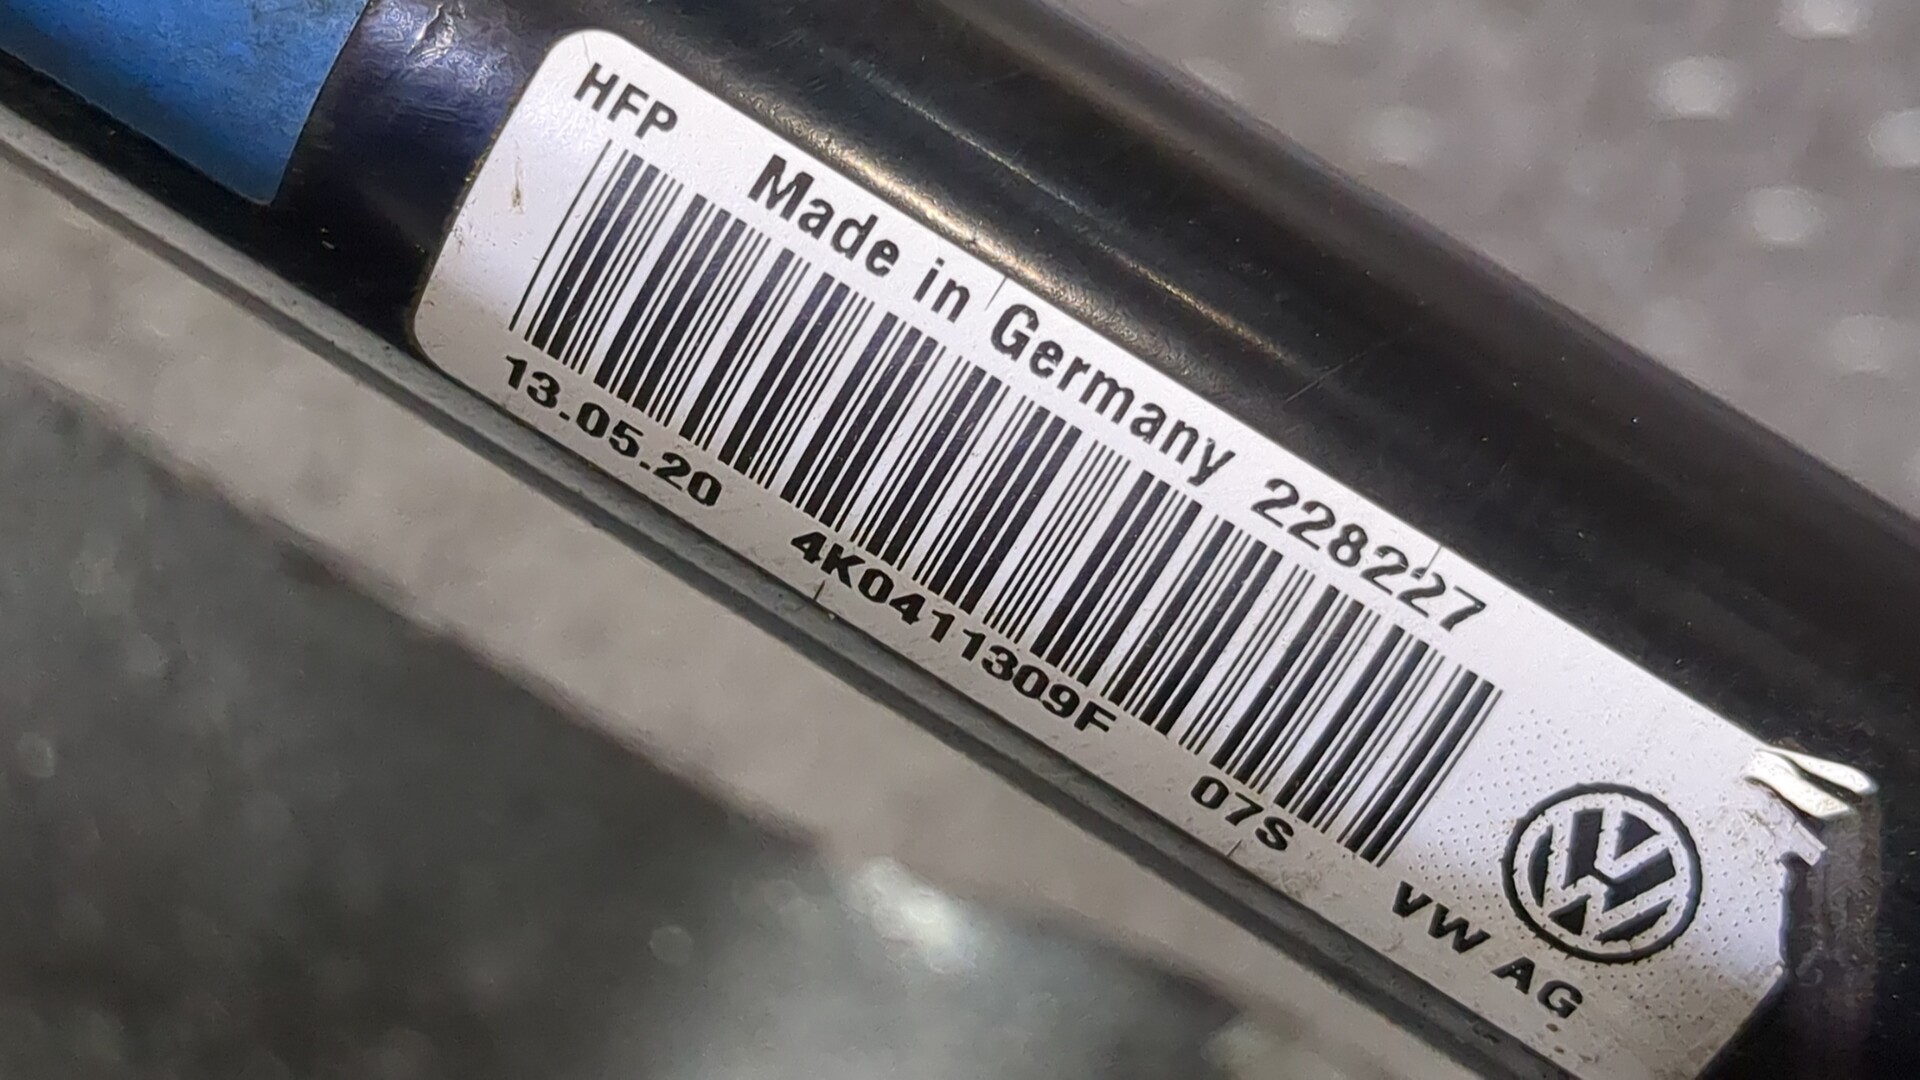 HFP
Made in Germany 228227
13.05.20 4K0411309F 07S VW AG